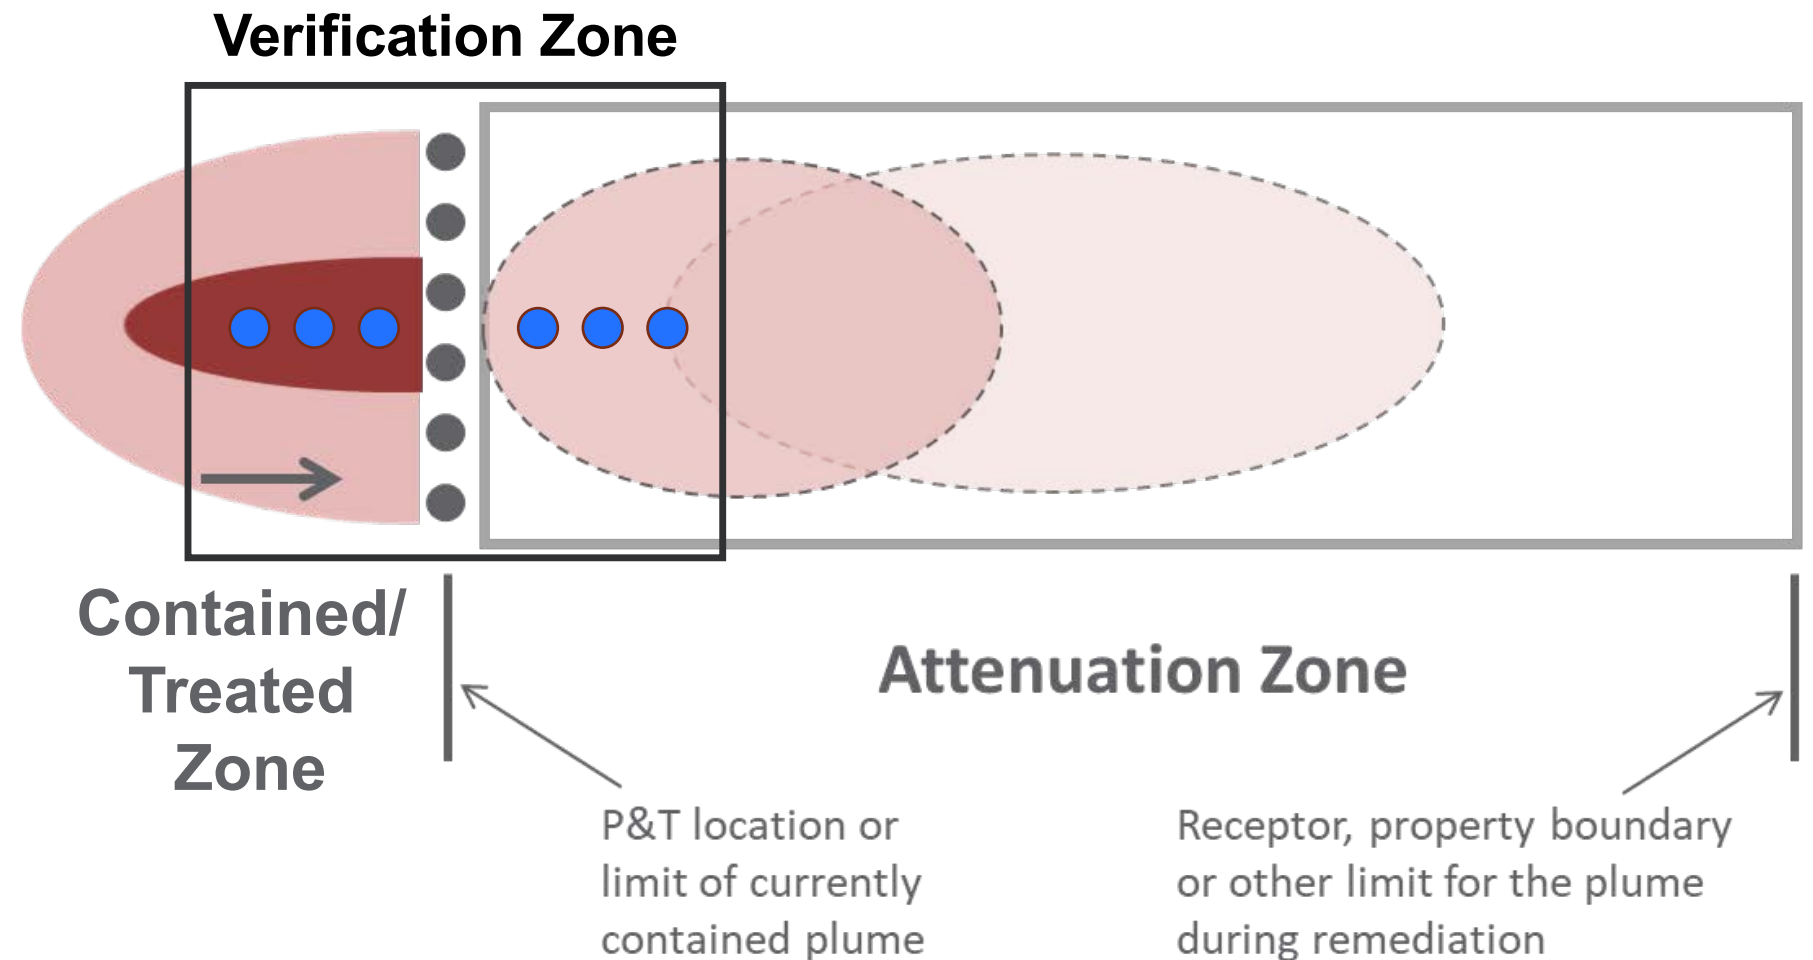 Verification Zone
Contained/
Treated
Zone
Attenuation Zone
P&T location or
limit of currently
contained plume
Receptor, property boundary
or other limit for the plume
during remediation